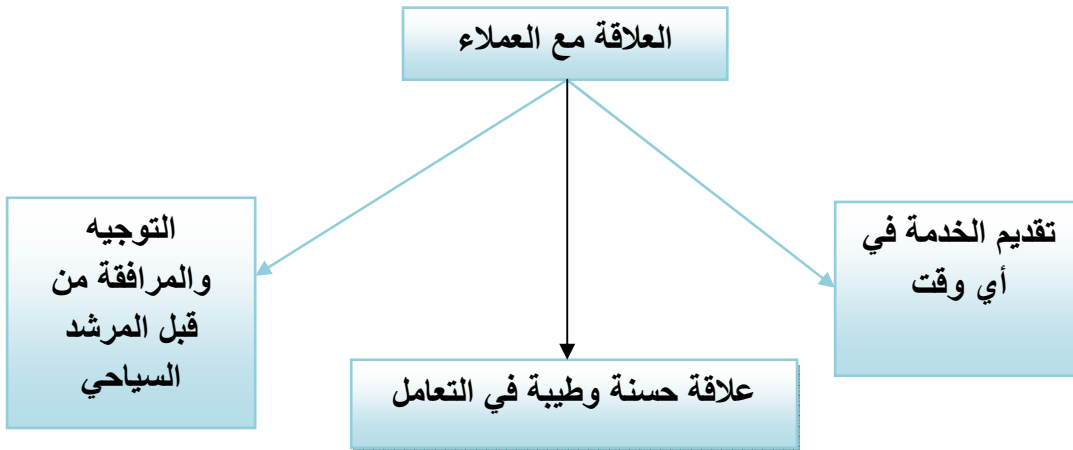 العلاقة مع العملاء
تقديم الخدمة في
أي وقت
علاقة حسنة وطيبة في التعامل
التوجيه
والمرافقة من
قبل المرشد
السياحي